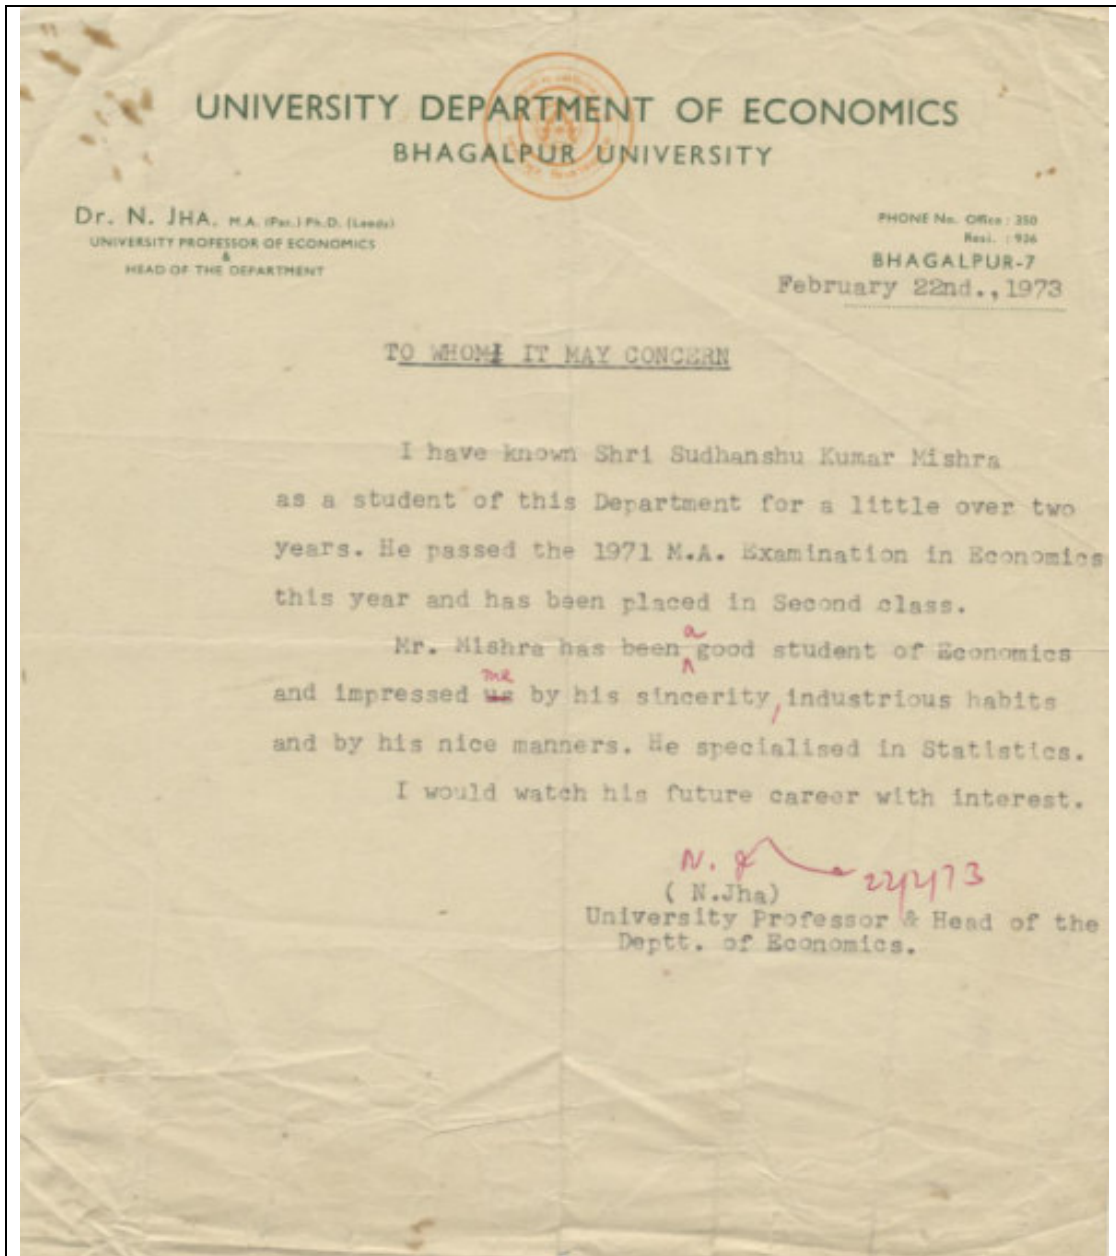 UNIVERSITY DEPARTMENT OF ECONOMICS
BHAGALPUR UNIVERSITY
Dr. N. JHA, M.A. (Pat.) Ph.D. (Leeds)
UNIVERSITY PROFESSOR OF ECONOMICS
&
HEAD OF THE DEPARTMENT
PHONE No. Office : 350
Resi. : 936
BHAGALPUR-7
February 22nd., 1973
TO WHOM IT MAY CONCERN
I have known Shri Sudhanshu Kumar Mishra
as a student of this Department for a little over two
years. He passed the 1971 M.A. Examination in Economics
this year and has been placed in Second class.
Mr. Mishra has been a good student of Economics
and impressed me by his sincerity, industrious habits
and by his nice manners. He specialised in Statistics.
I would watch his future career with interest.
N. J 22/2/73
( N.Jha)
University Professor & Head of the
Deptt. of Economics.